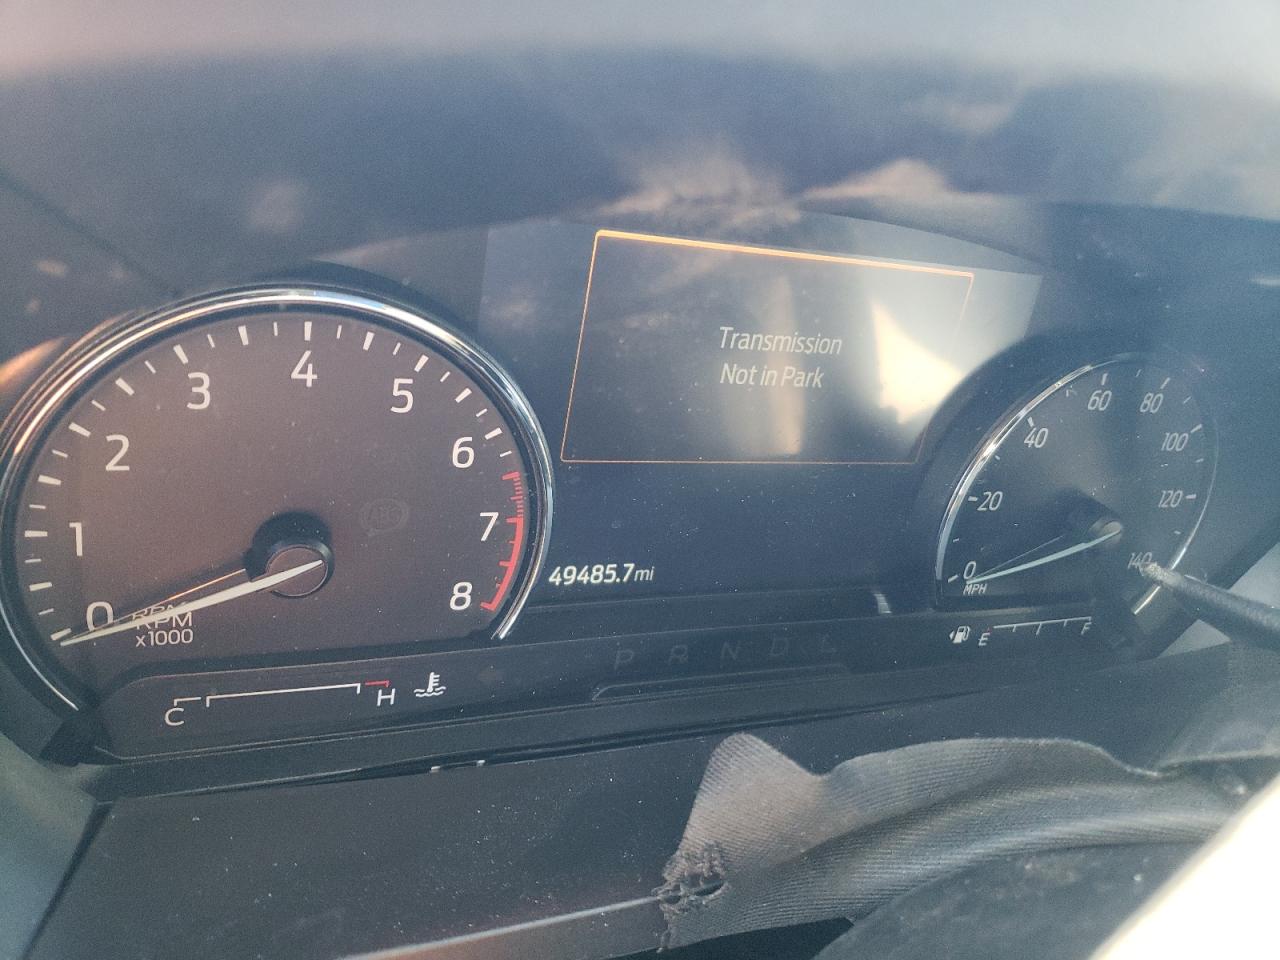 Transmission
Not in Park
0 1 2 3 4 5 6 7 8
RPM
x1000
ABS
49485.7mi
0 20 40 60 80 100 120 140
MPH
C H
P R N D L
E F